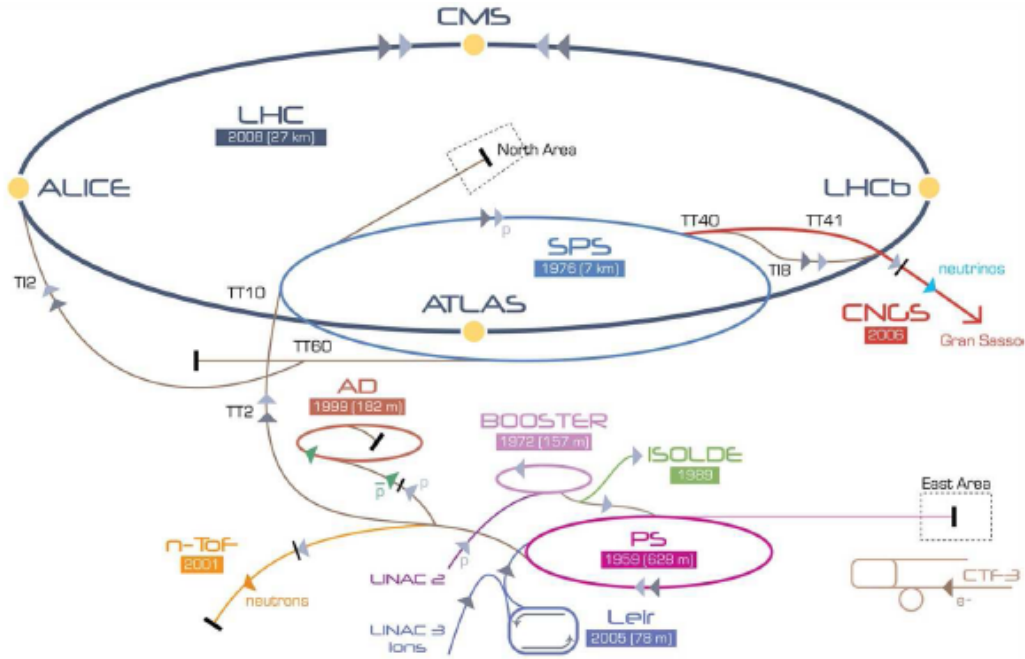 CMS
LHC
2008 (27 km)
North Area
ALICE
LHCb
TT40
TT41
SPS
1976 (7 km)
p
TI8
neutrinos
TI2
TT10
ATLAS
CNGS
2006
Gran Sasso
TT60
AD
1999 (182 m)
TT2
BOOSTER
1972 (157 m)
ISOLDE
1989
East Area
p̅
p
n-ToF
2001
PS
1959 (628 m)
LINAC 2
p
neutrons
CTF-3
e-
LINAC 3
Ions
LeIr
2005 (78 m)